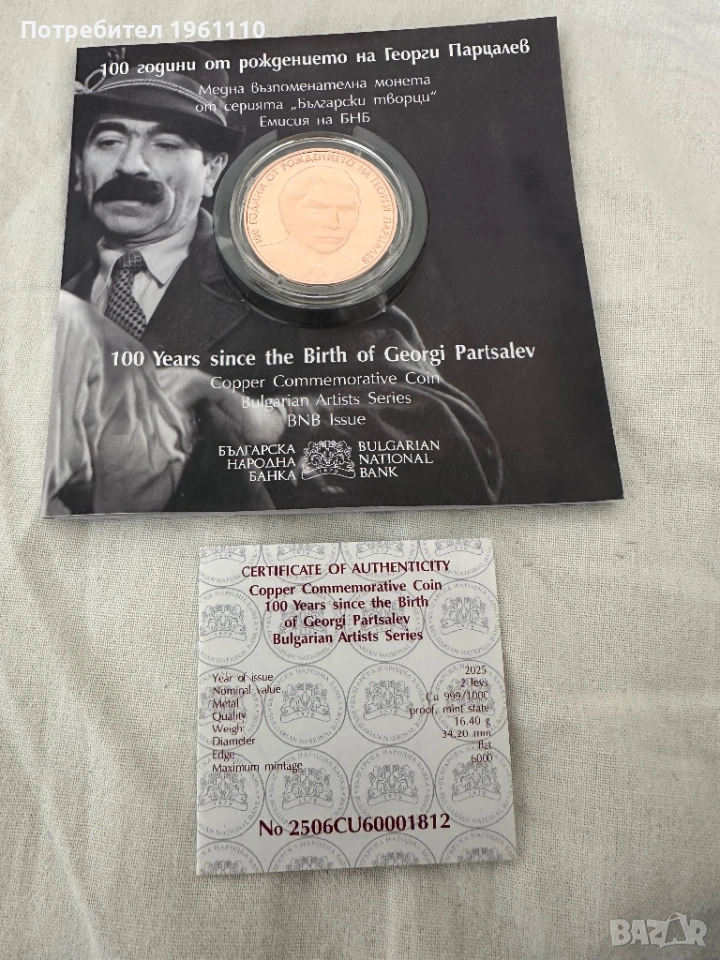 Потребител 1961110
100 години от рождението на Георги Парцалев
Медна възпоменателна монета
от серията „Български творци“
Емисия на БНБ
100 ГОДИНИ ОТ РОЖДЕНИЕТО НА ГЕОРГИ ПАРЦАЛЕВ
100 Years since the Birth of Georgi Partsalev
Copper Commemorative Coin
Bulgarian Artists Series
BNB Issue
БЪЛГАРСКА НАРОДНА БАНКА
BULGARIAN NATIONAL BANK
CERTIFICATE OF AUTHENTICITY
Copper Commemorative Coin
100 Years since the Birth
of Georgi Partsalev
Bulgarian Artists Series
Year of issue 2025
Nominal value 2 levs
Metal Cu 999/1000
Quality proof, mint state
Weight 16.40 g
Diameter 34.20 mm
Edge flat
Maximum mintage 6000
No 2506CU60001812
BAZAR